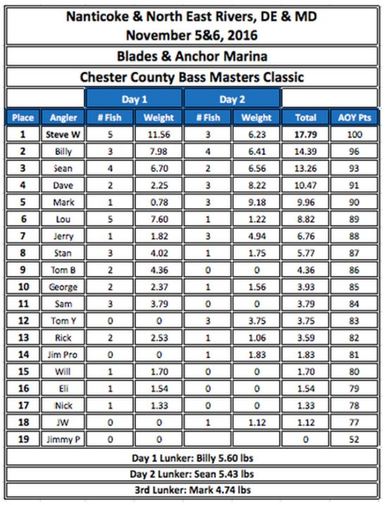 Nanticoke & North East Rivers, DE & MD
November 5&6, 2016
Blades & Anchor Marina
Chester County Bass Masters Classic
Day 1 Day 2
Place Angler # Fish Weight # Fish Weight Total AOY Pts
1 Steve W 5 11.56 3 6.23 17.79 100
2 Billy 3 7.98 4 6.41 14.39 96
3 Sean 4 6.70 2 6.56 13.26 93
4 Dave 2 2.25 3 8.22 10.47 91
5 Mark 1 0.78 3 9.18 9.96 90
6 Lou 5 7.60 1 1.22 8.82 89
7 Jerry 1 1.82 3 4.94 6.76 88
8 Stan 3 4.02 1 1.75 5.77 87
9 Tom B 2 4.36 0 0 4.36 86
10 George 2 2.37 1 1.56 3.93 85
11 Sam 3 3.79 0 0 3.79 84
12 Tom Y 0 0 3 3.75 3.75 83
13 Rick 2 2.53 1 1.06 3.59 82
14 Jim Pro 0 0 1 1.83 1.83 81
15 Will 1 1.70 0 0 1.70 80
16 Eli 1 1.54 0 0 1.54 79
17 Nick 1 1.33 0 0 1.33 78
18 JW 0 0 1 1.12 1.12 77
19 Jimmy P 0 0 0 52
Day 1 Lunker: Billy 5.60 lbs
Day 2 Lunker: Sean 5.43 lbs
3rd Lunker: Mark 4.74 lbs